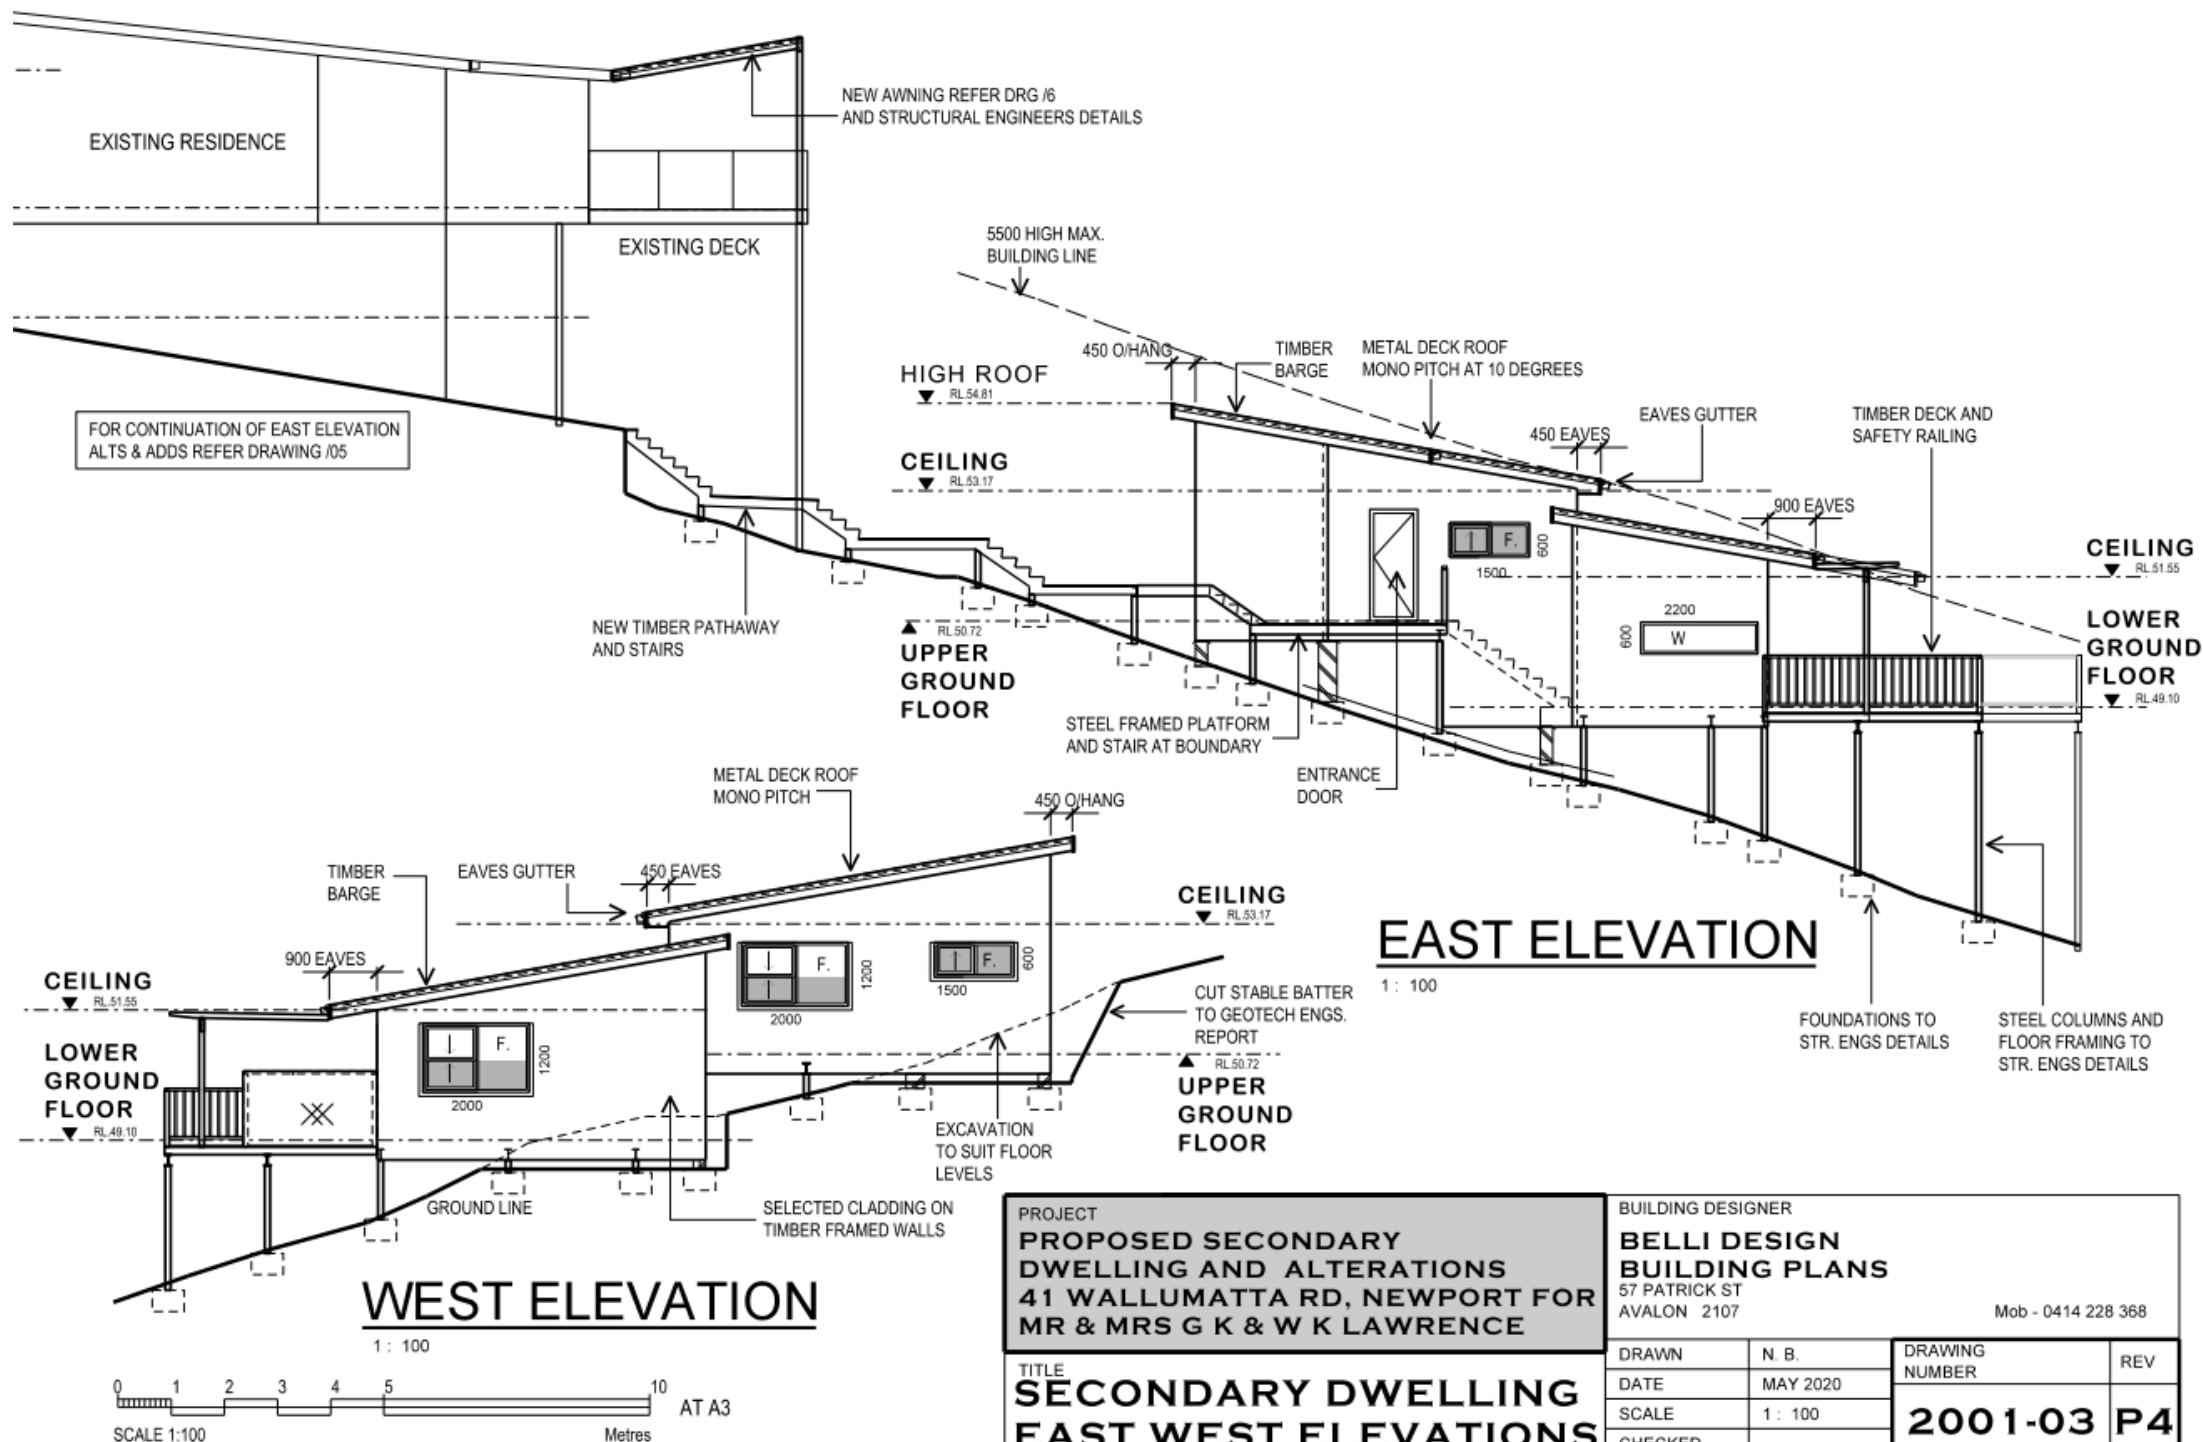 NEW AWNING REFER DRG /6
AND STRUCTURAL ENGINEERS DETAILS
EXISTING RESIDENCE
EXISTING DECK
5500 HIGH MAX.
BUILDING LINE
450 O/HANG
TIMBER
BARGE
METAL DECK ROOF
MONO PITCH AT 10 DEGREES
HIGH ROOF
RL.54.81
EAVES GUTTER
TIMBER DECK AND
SAFETY RAILING
450 EAVES
FOR CONTINUATION OF EAST ELEVATION
ALTS & ADDS REFER DRAWING /05
CEILING
RL.53.17
900 EAVES
F.
600
1500
CEILING
RL.51.55
2200
600
W
NEW TIMBER PATHAWAY
AND STAIRS
RL.50.72
UPPER
GROUND
FLOOR
LOWER
GROUND
FLOOR
RL.49.10
STEEL FRAMED PLATFORM
AND STAIR AT BOUNDARY
ENTRANCE
DOOR
METAL DECK ROOF
MONO PITCH
450 O/HANG
TIMBER
BARGE
EAVES GUTTER
450 EAVES
CEILING
RL.53.17
EAST ELEVATION
1 : 100
900 EAVES
CEILING
RL.51.55
F.
1200
2000
F.
600
1500
CUT STABLE BATTER
TO GEOTECH ENGS.
REPORT
FOUNDATIONS TO
STR. ENGS DETAILS
STEEL COLUMNS AND
FLOOR FRAMING TO
STR. ENGS DETAILS
LOWER
GROUND
FLOOR
RL.49.10
F.
1200
2000
RL.50.72
UPPER
GROUND
FLOOR
EXCAVATION
TO SUIT FLOOR
LEVELS
GROUND LINE
SELECTED CLADDING ON
TIMBER FRAMED WALLS
WEST ELEVATION
1 : 100
0 1 2 3 4 5 10
AT A3
SCALE 1:100
Metres
PROJECT
PROPOSED SECONDARY
DWELLING AND ALTERATIONS
41 WALLUMATTA RD, NEWPORT FOR
MR & MRS G K & W K LAWRENCE
TITLE
SECONDARY DWELLING
EAST WEST ELEVATIONS
BUILDING DESIGNER
BELLI DESIGN
BUILDING PLANS
57 PATRICK ST
AVALON 2107
Mob - 0414 228 368
DRAWN N. B.
DATE MAY 2020
SCALE 1 : 100
CHECKED
DRAWING
NUMBER
REV
2001-03 P4